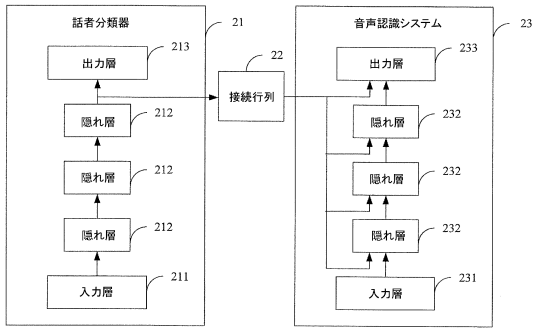 話者分類器
21
出力層
213
隠れ層
212
隠れ層
212
隠れ層
212
入力層
211
22
接続行列
音声認識システム
23
出力層
233
隠れ層
232
隠れ層
232
隠れ層
232
入力層
231